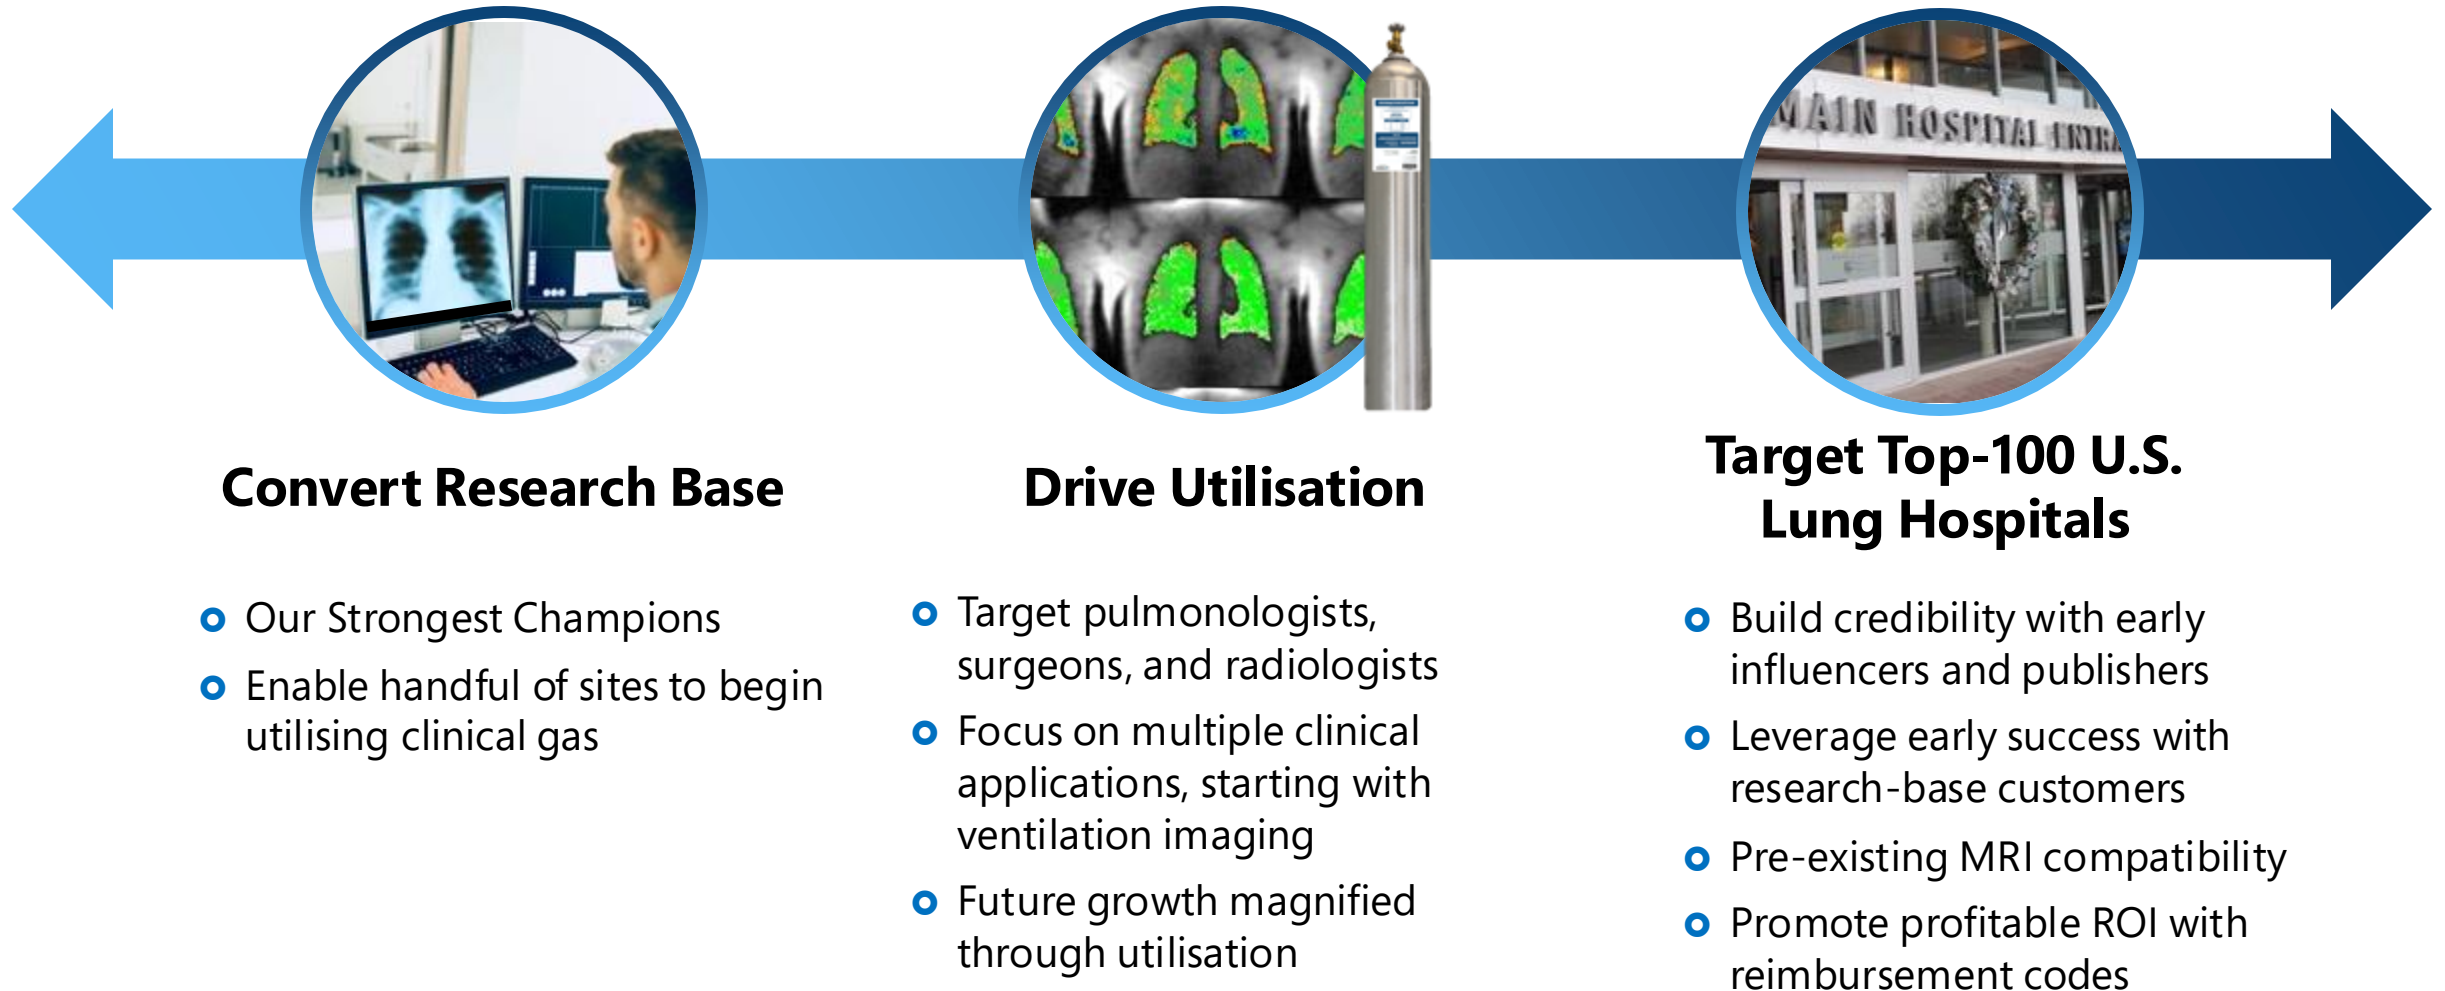 MAIN HOSPITAL ENTRA
Convert Research Base
Our Strongest Champions
Enable handful of sites to begin
utilising clinical gas
Drive Utilisation
Target pulmonologists,
surgeons, and radiologists
Focus on multiple clinical
applications, starting with
ventilation imaging
Future growth magnified
through utilisation
Target Top-100 U.S.
Lung Hospitals
Build credibility with early
influencers and publishers
Leverage early success with
research-base customers
Pre-existing MRI compatibility
Promote profitable ROI with
reimbursement codes